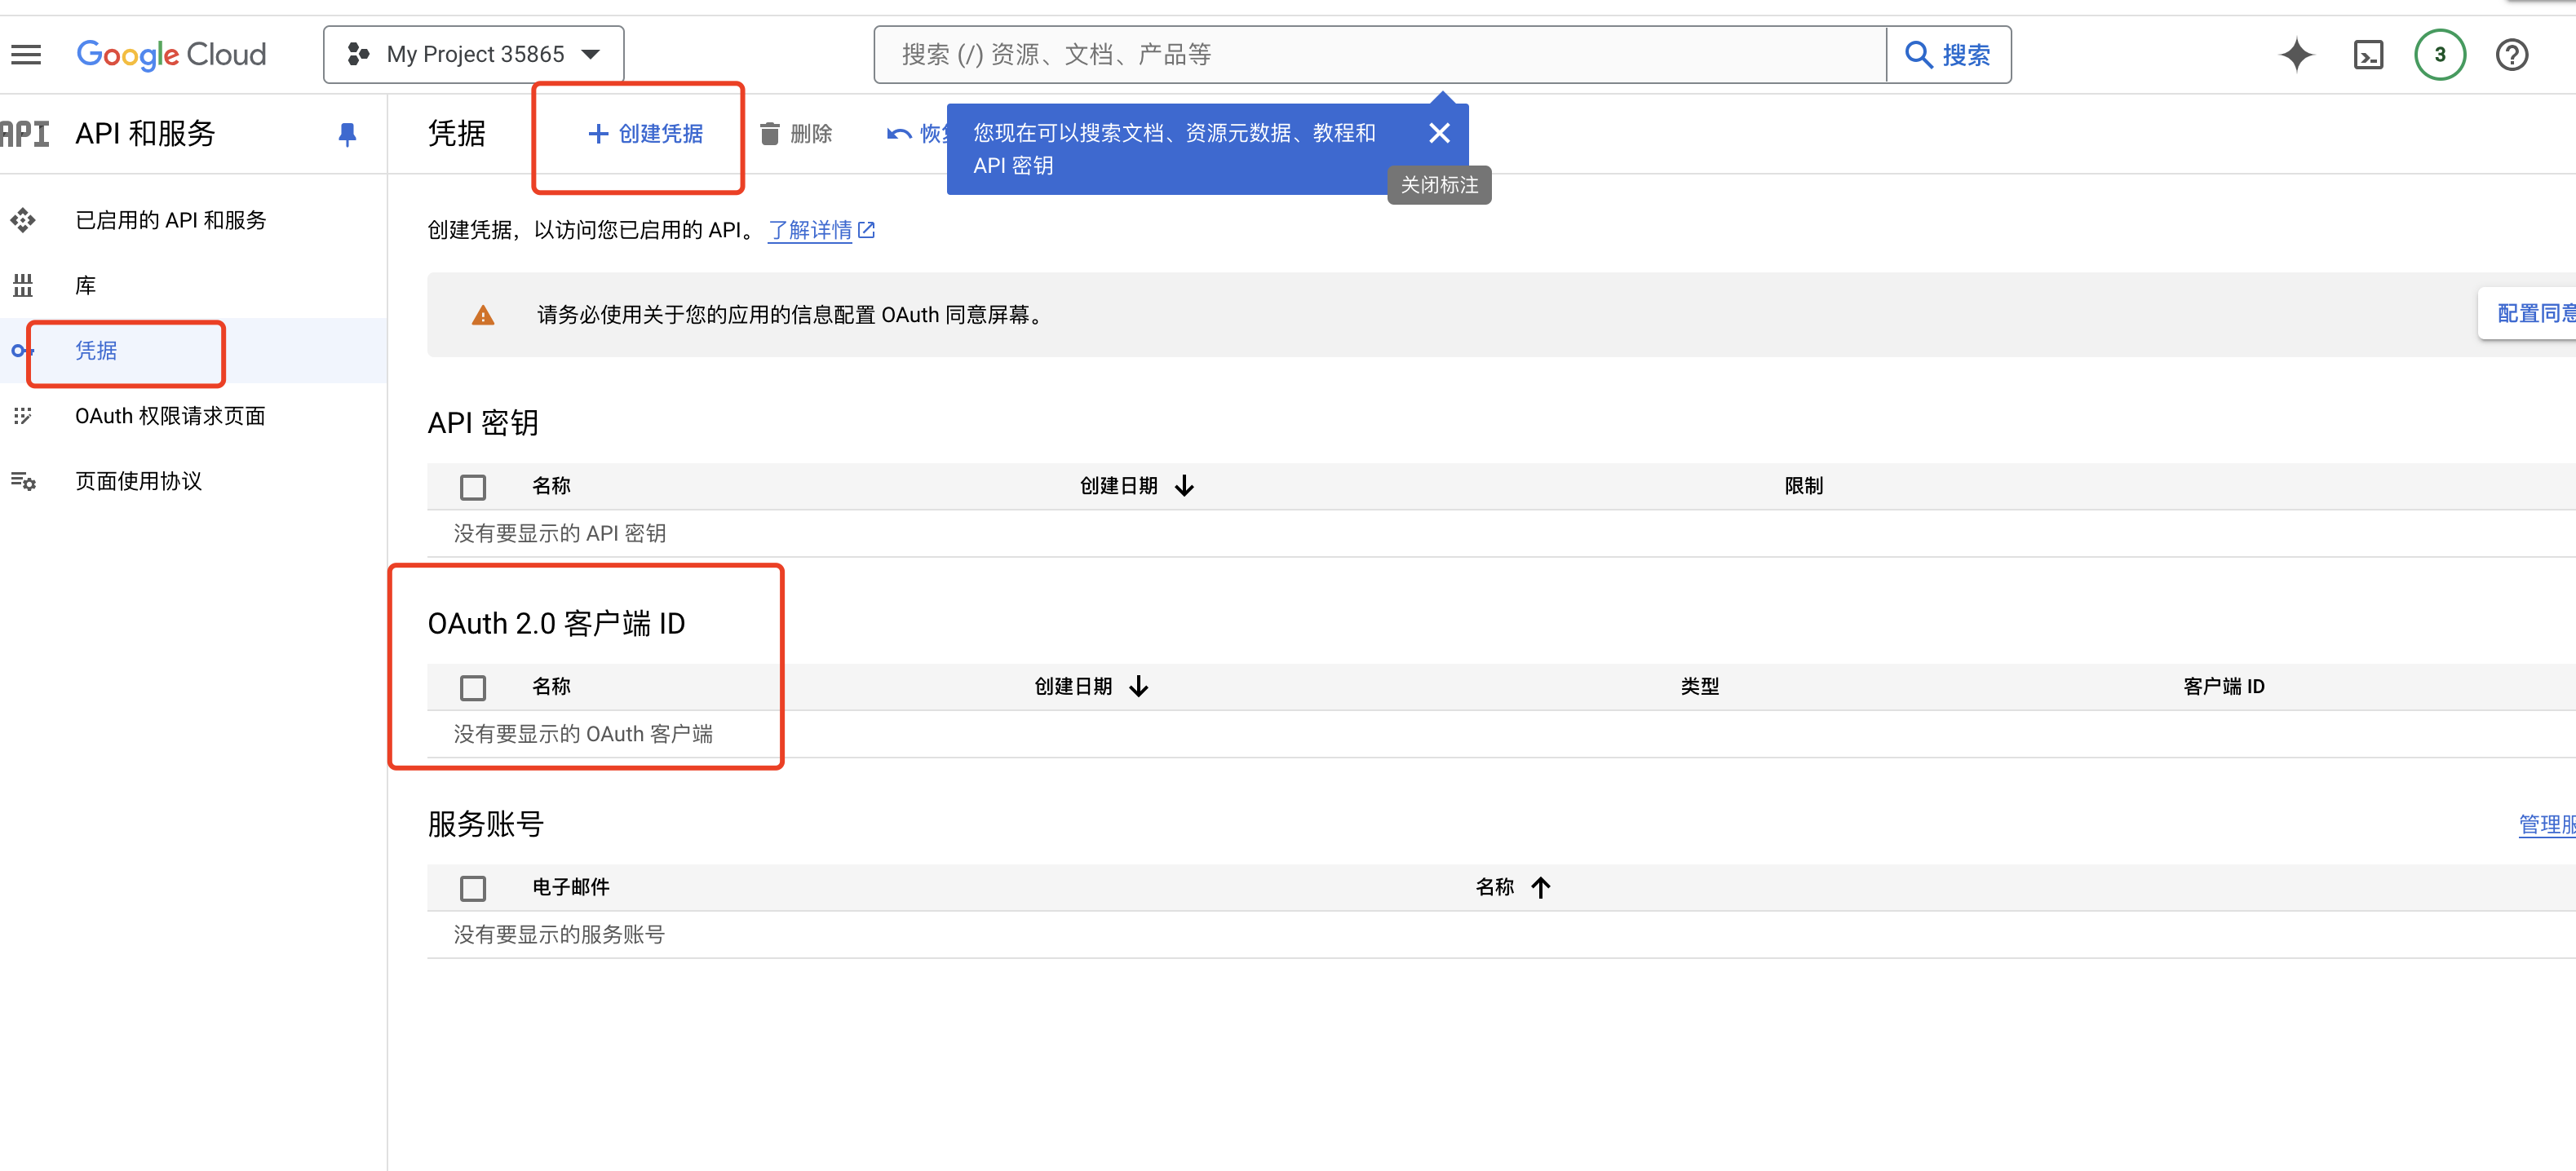 Google Cloud
My Project 35865
搜索 (/) 资源、文档、产品等
搜索
3
API
API 和服务
凭据
创建凭据
删除
您现在可以搜索文档、资源元数据、教程和
API 密钥
关闭标注
已启用的 API 和服务
库
凭据
OAuth 权限请求页面
页面使用协议
创建凭据，以访问您已启用的 API。 了解详情
请务必使用关于您的应用的信息配置 OAuth 同意屏幕。
配置同意
API 密钥
名称 创建日期 限制
没有要显示的 API 密钥
OAuth 2.0 客户端 ID
名称 创建日期 类型 客户端 ID
没有要显示的 OAuth 客户端
服务账号
管理服
电子邮件 名称
没有要显示的服务账号